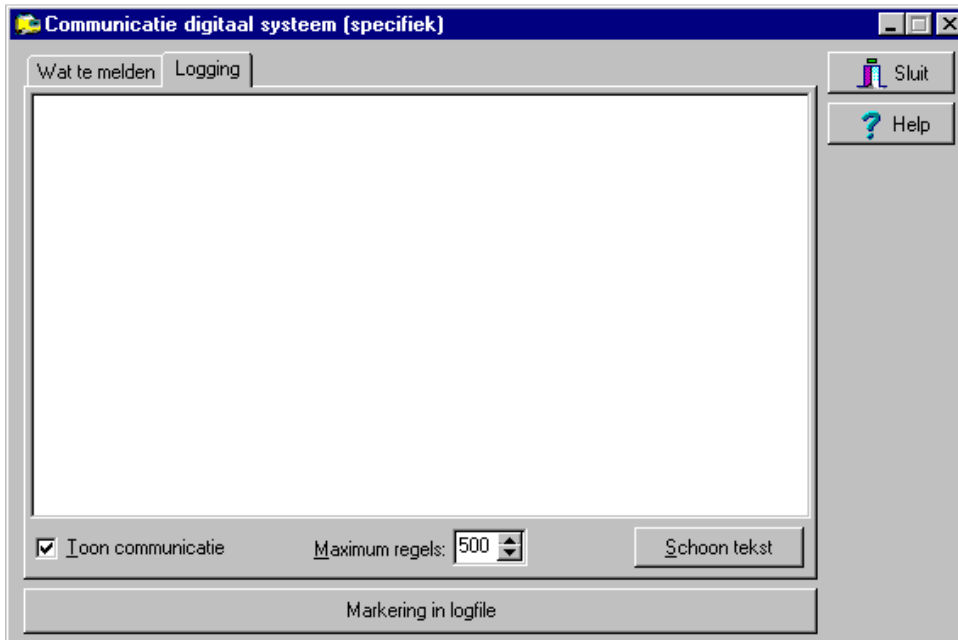 Communicatie digitaal systeem (specifiek)
Wat te melden
Logging
Sluit
Help
Toon communicatie
Maximum regels: 500
Schoon tekst
Markering in logfile